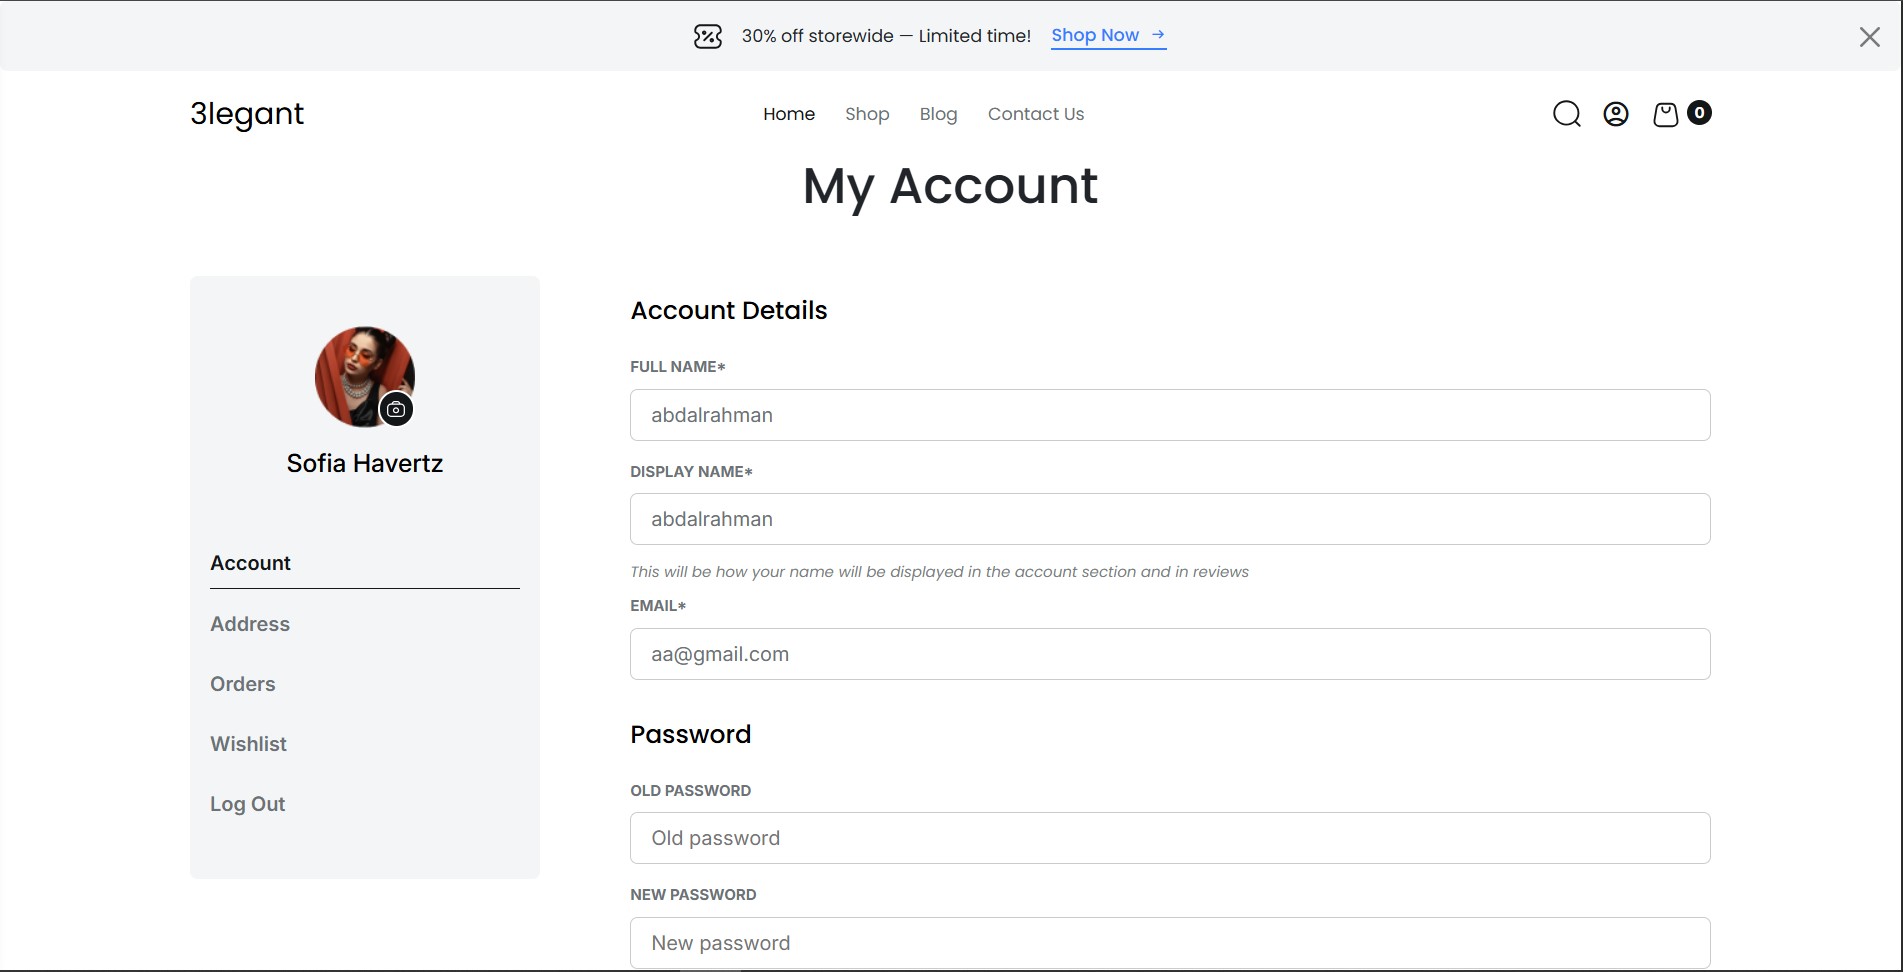 30% off storewide — Limited time! Shop Now →
3legant
Home Shop Blog Contact Us
0
My Account
Sofia Havertz
Account
Address
Orders
Wishlist
Log Out
Account Details
FULL NAME*
abdalrahman
DISPLAY NAME*
abdalrahman
This will be how your name will be displayed in the account section and in reviews
EMAIL*
aa@gmail.com
Password
OLD PASSWORD
Old password
NEW PASSWORD
New password